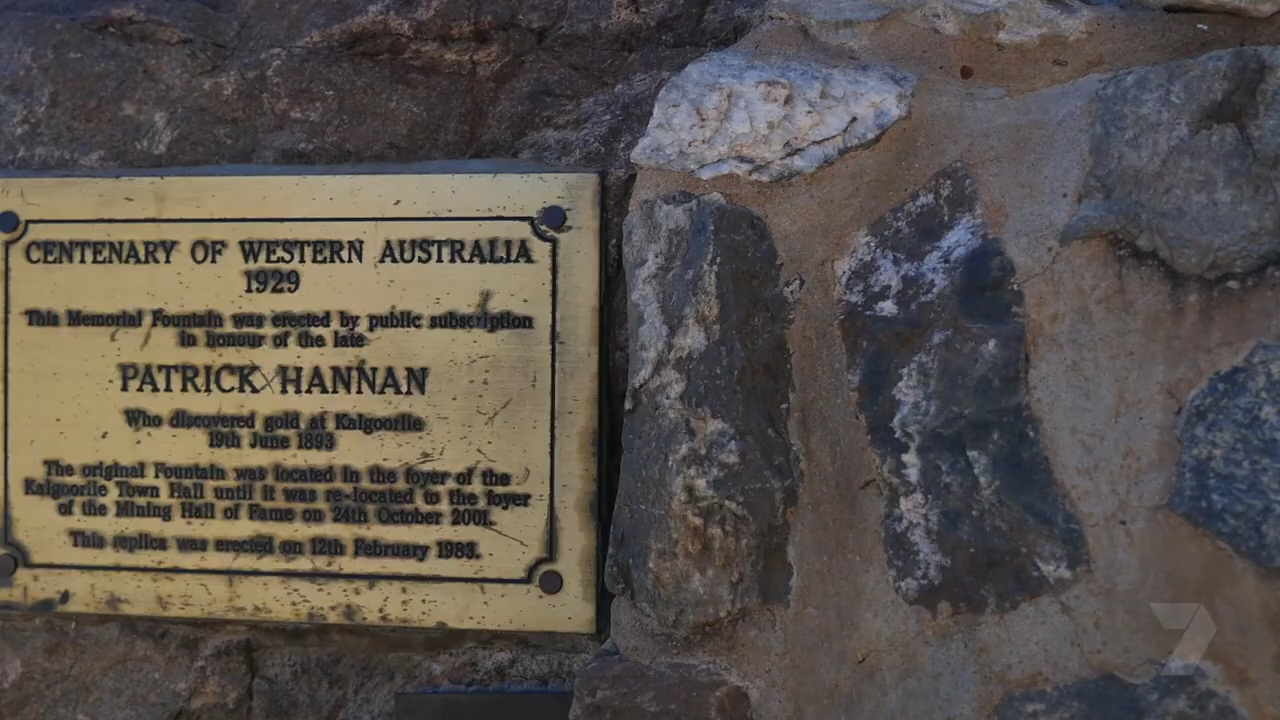 CENTENARY OF WESTERN AUSTRALIA
1929
This Memorial Fountain was erected by public subscription
in honour of the late
PATRICK HANNAN
Who discovered gold at Kalgoorlie
19th June 1893
The original Fountain was located in the foyer of the
Kalgoorlie Town Hall until it was re-located to the foyer
of the Mining Hall of Fame on 24th October 2001.
This replica was erected on 12th February 1983.
7